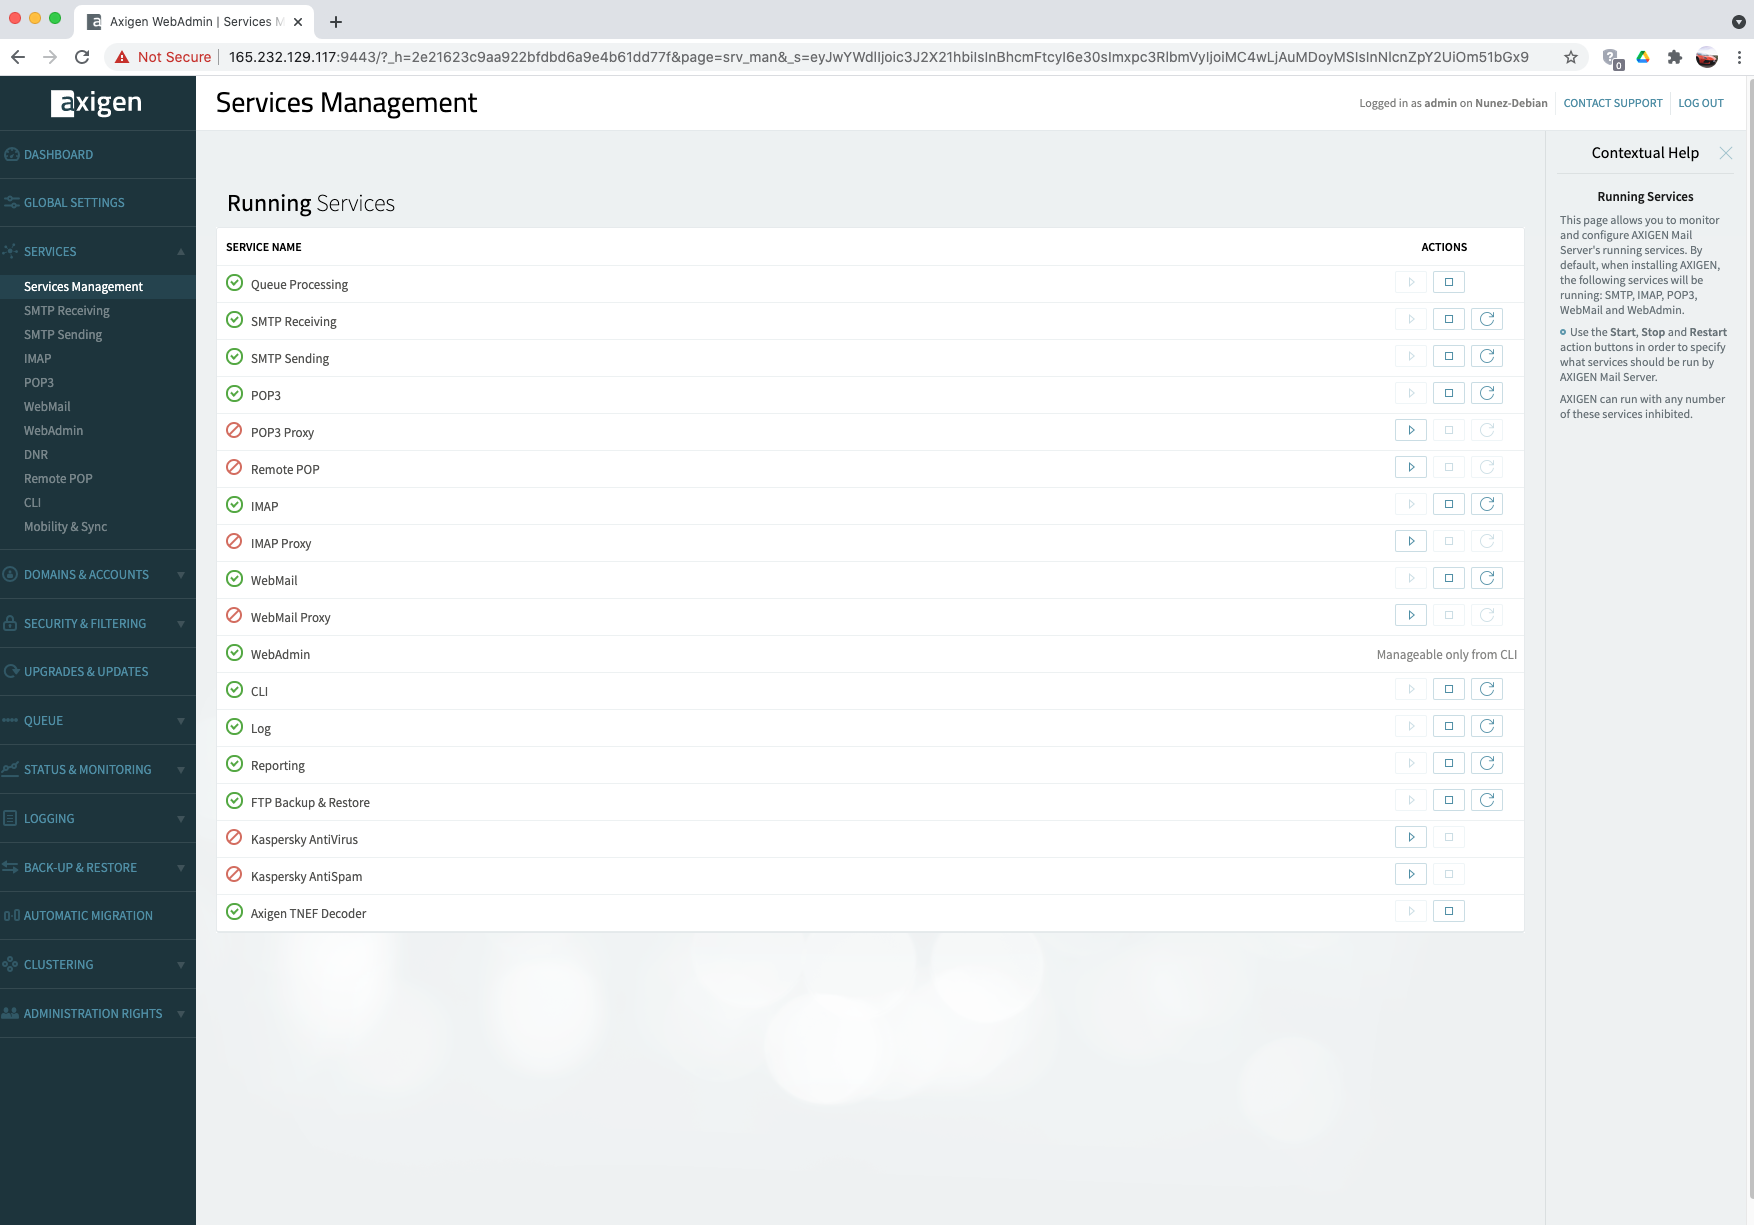 Axigen WebAdmin | Services M
Not Secure
165.232.129.117:9443/?_h=2e21623c9aa922bfdbd6a9e4b61dd77f&page=srv_man&_s=eyJwYWdlIjoic3J2X21hbiIsInBhcmFtcyI6e30sImxpc3RlbmVyIjoiMC4wLjAuMDoyMSIsInNlcnZpY2UiOm51bGx9
0
axigen
Services Management
Logged in as admin on Nunez-Debian
CONTACT SUPPORT
LOG OUT
DASHBOARD
GLOBAL SETTINGS
SERVICES
Services Management
SMTP Receiving
SMTP Sending
IMAP
POP3
WebMail
WebAdmin
DNR
Remote POP
CLI
Mobility & Sync
DOMAINS & ACCOUNTS
SECURITY & FILTERING
UPGRADES & UPDATES
QUEUE
STATUS & MONITORING
LOGGING
BACK-UP & RESTORE
AUTOMATIC MIGRATION
CLUSTERING
ADMINISTRATION RIGHTS
Running Services
SERVICE NAME ACTIONS
Queue Processing
SMTP Receiving
SMTP Sending
POP3
POP3 Proxy
Remote POP
IMAP
IMAP Proxy
WebMail
WebMail Proxy
WebAdmin Manageable only from CLI
CLI
Log
Reporting
FTP Backup & Restore
Kaspersky AntiVirus
Kaspersky AntiSpam
Axigen TNEF Decoder
Contextual Help
Running Services
This page allows you to monitor
and configure AXIGEN Mail
Server's running services. By
default, when installing AXIGEN,
the following services will be
running: SMTP, IMAP, POP3,
WebMail and WebAdmin.
Use the Start, Stop and Restart
action buttons in order to specify
what services should be run by
AXIGEN Mail Server.
AXIGEN can run with any number
of these services inhibited.